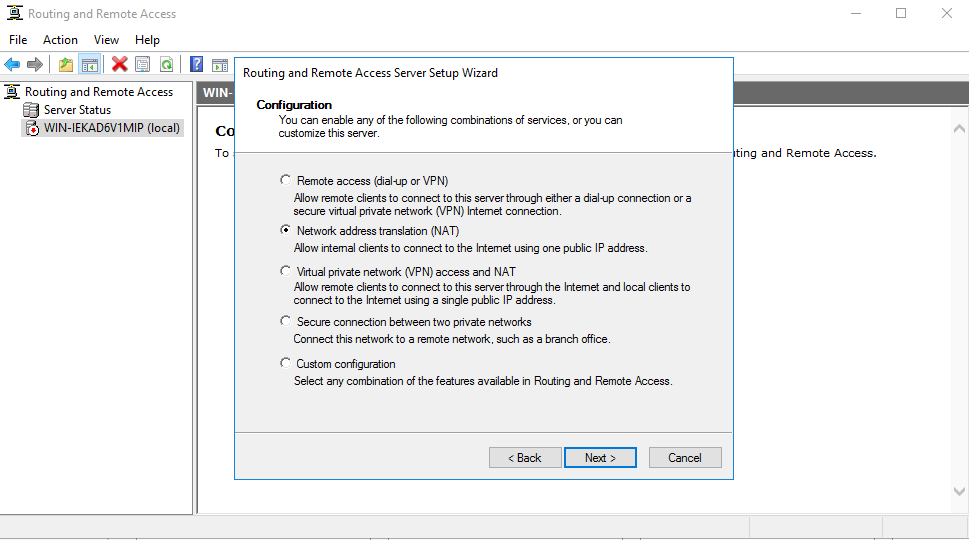 Routing and Remote Access
File Action View Help
Routing and Remote Access
Server Status
WIN-IEKAD6V1MIP (local)
WIN-
Co
To
uting and Remote Access.
Routing and Remote Access Server Setup Wizard
Configuration
You can enable any of the following combinations of services, or you can
customize this server.
Remote access (dial-up or VPN)
Allow remote clients to connect to this server through either a dial-up connection or a
secure virtual private network (VPN) Internet connection.
Network address translation (NAT)
Allow internal clients to connect to the Internet using one public IP address.
Virtual private network (VPN) access and NAT
Allow remote clients to connect to this server through the Internet and local clients to
connect to the Internet using a single public IP address.
Secure connection between two private networks
Connect this network to a remote network, such as a branch office.
Custom configuration
Select any combination of the features available in Routing and Remote Access.
< Back Next > Cancel